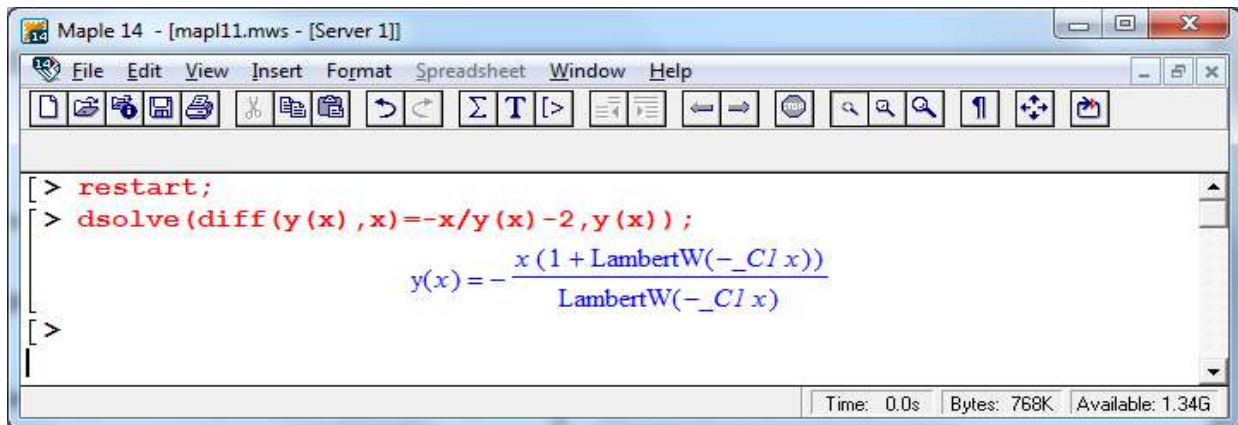 Maple 14 - [mapl11.mws - [Server 1]]
File Edit View Insert Format Spreadsheet Window Help
Σ T [> STOP ¶
[> restart;
[> dsolve(diff(y(x),x)=-x/y(x)-2,y(x));
y(x) = - x (1 + LambertW(-_C1 x)) / LambertW(-_C1 x)
[>
Time: 0.0s Bytes: 768K Available: 1.34G